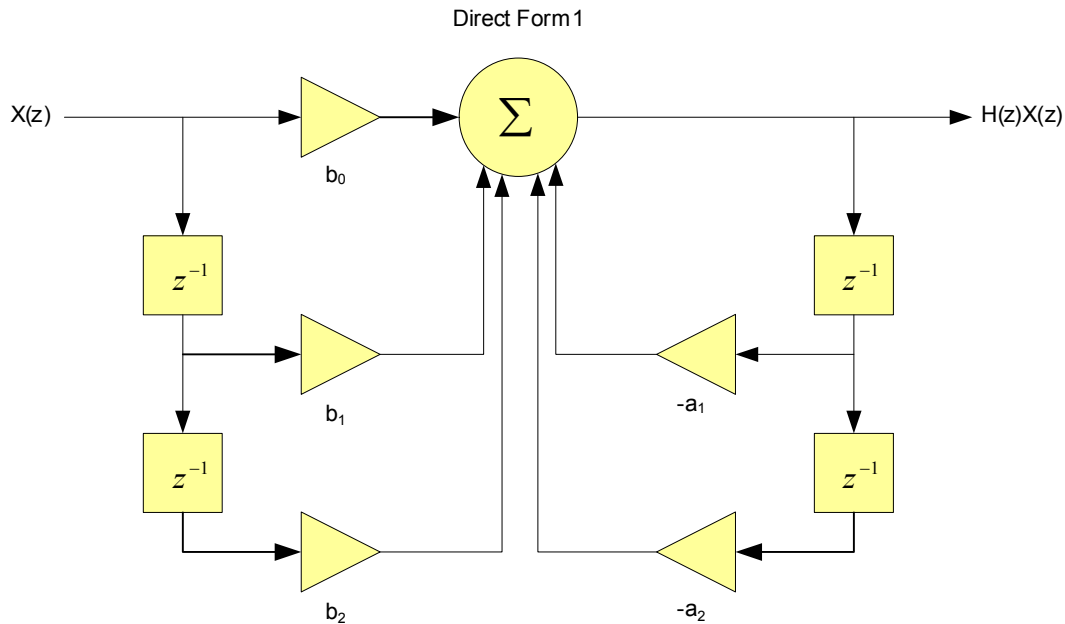 Direct Form 1
X(z)
Σ
H(z)X(z)
b₀
z⁻¹
z⁻¹
b₁
-a₁
z⁻¹
z⁻¹
b₂
-a₂